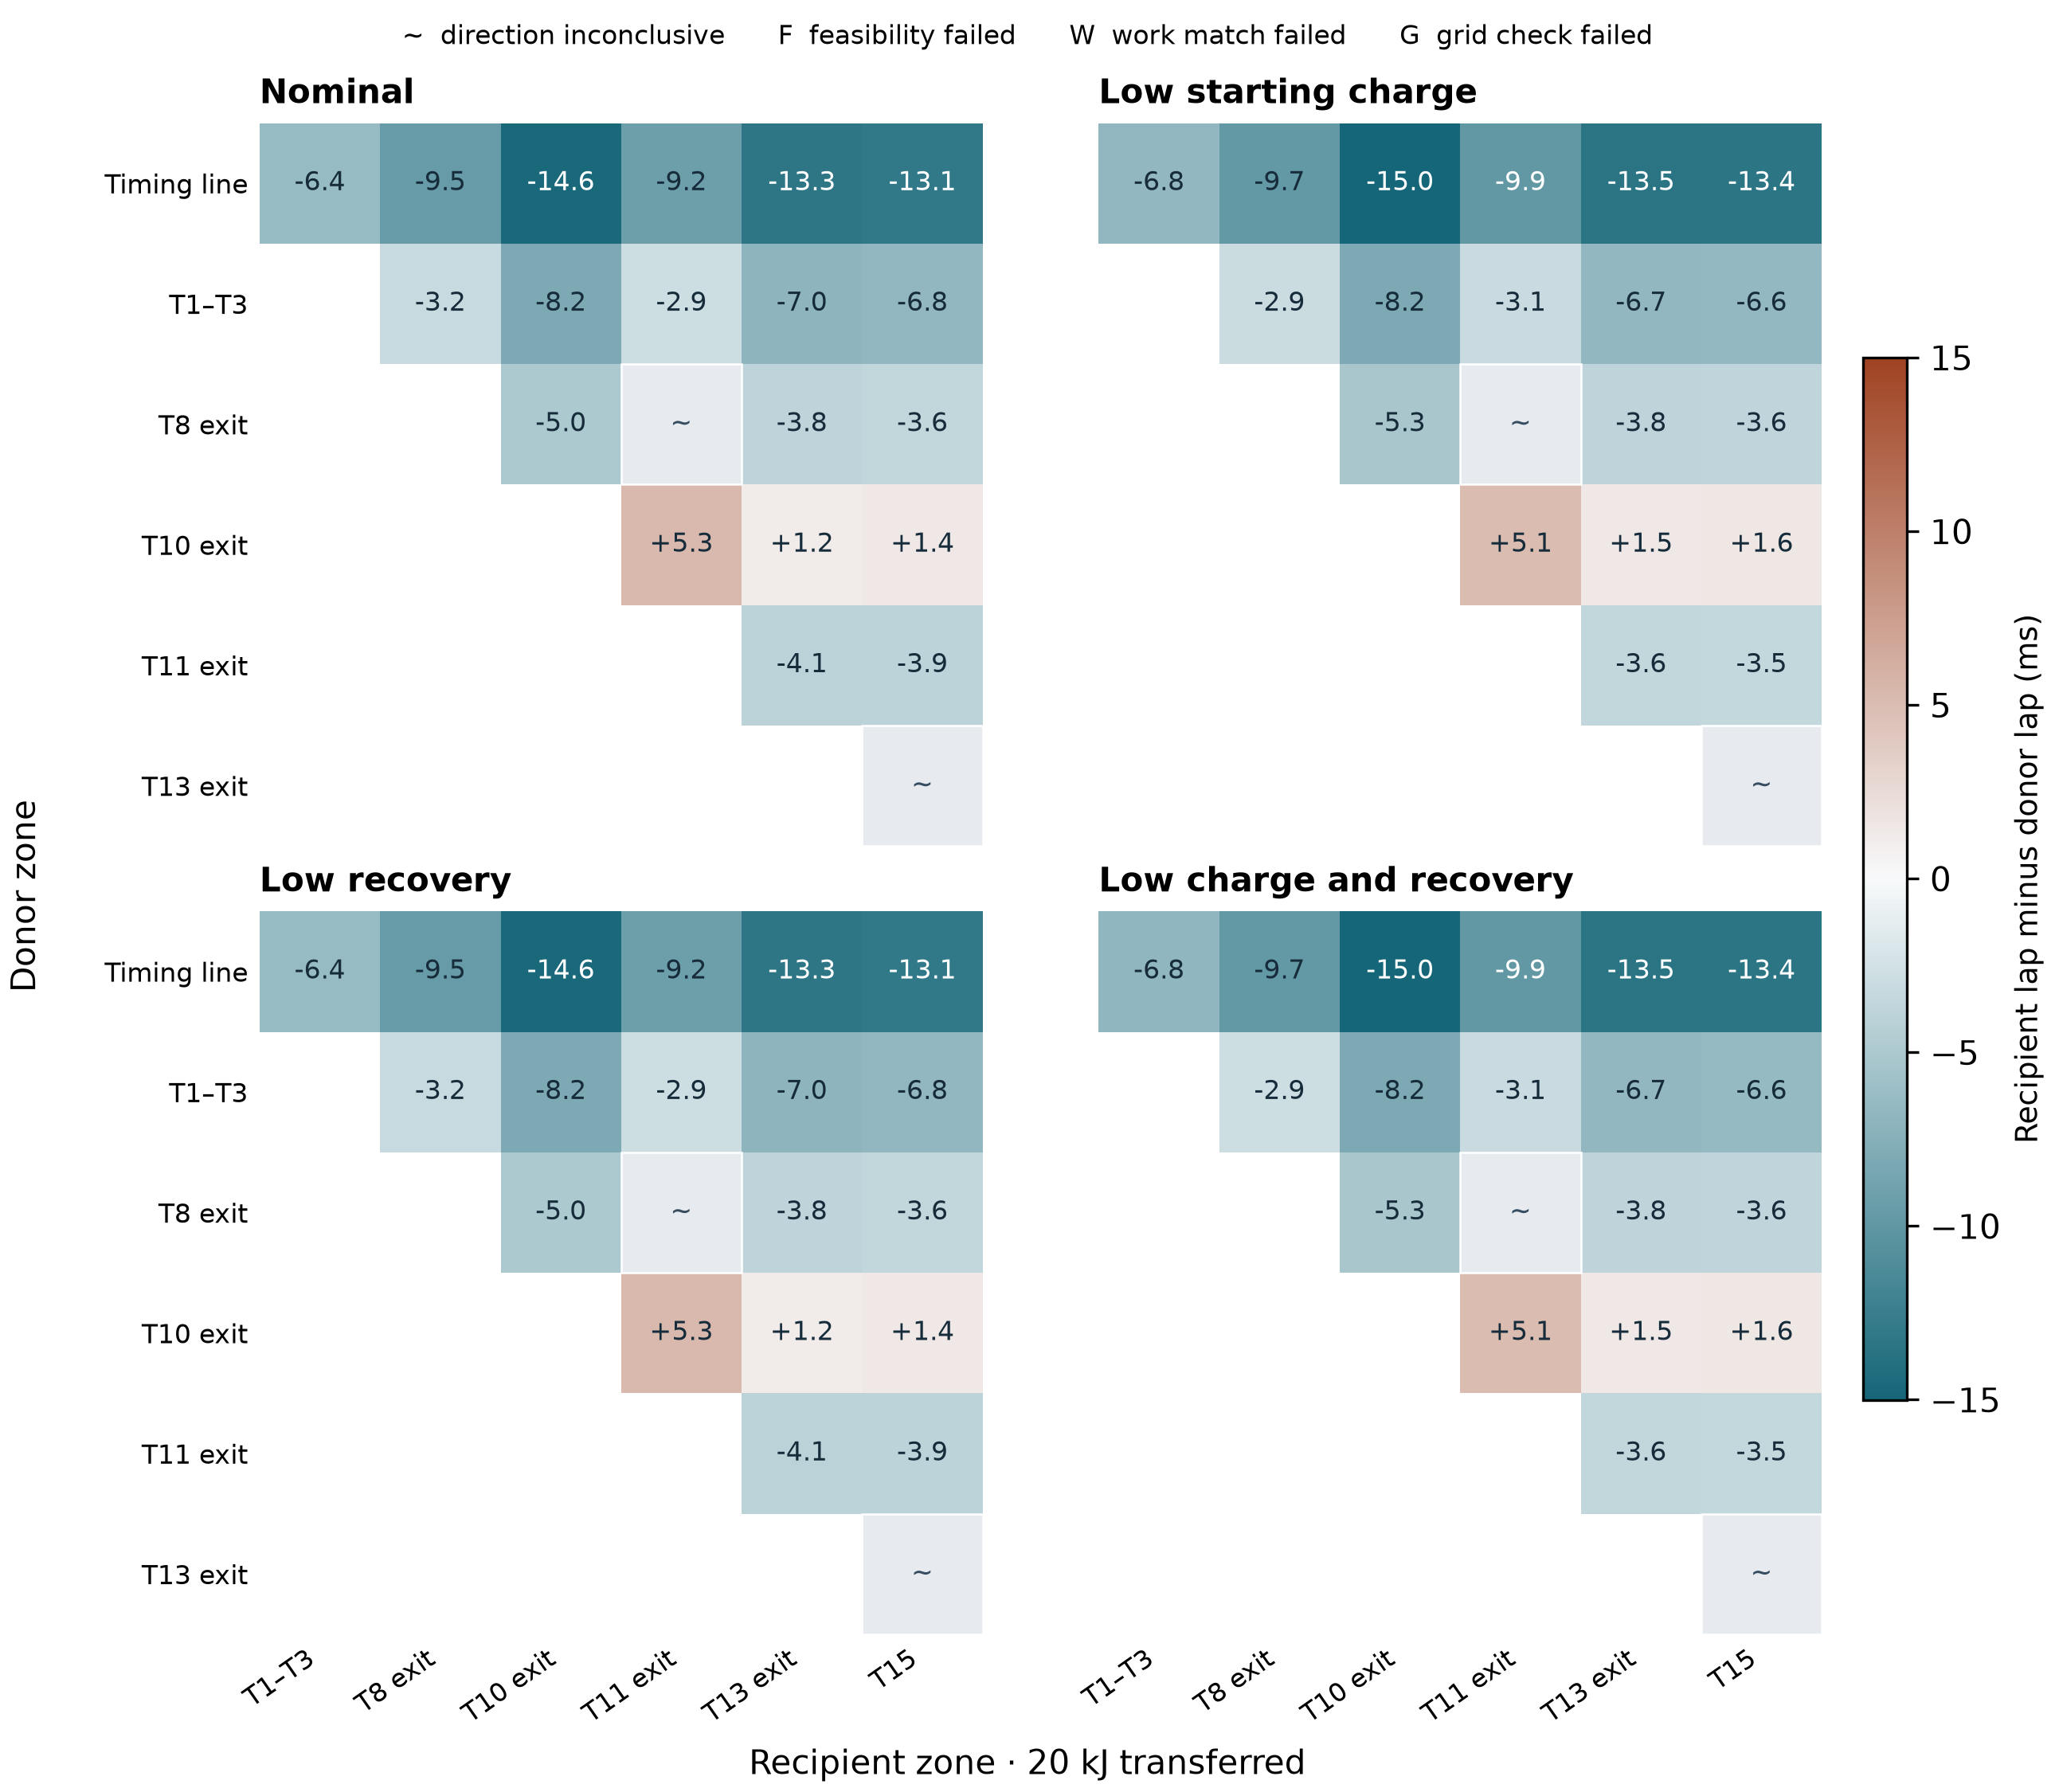 ~ direction inconclusive F feasibility failed W work match failed G grid check failed
Nominal
Timing line -6.4 -9.5 -14.6 -9.2 -13.3 -13.1
T1–T3 -3.2 -8.2 -2.9 -7.0 -6.8
T8 exit -5.0 ~ -3.8 -3.6
T10 exit +5.3 +1.2 +1.4
T11 exit -4.1 -3.9
T13 exit ~
Low starting charge
-6.8 -9.7 -15.0 -9.9 -13.5 -13.4
-2.9 -8.2 -3.1 -6.7 -6.6
-5.3 ~ -3.8 -3.6
+5.1 +1.5 +1.6
-3.6 -3.5
~
Donor zone
Low recovery
Timing line -6.4 -9.5 -14.6 -9.2 -13.3 -13.1
T1–T3 -3.2 -8.2 -2.9 -7.0 -6.8
T8 exit -5.0 ~ -3.8 -3.6
T10 exit +5.3 +1.2 +1.4
T11 exit -4.1 -3.9
T13 exit ~
T1–T3 T8 exit T10 exit T11 exit T13 exit T15
Low charge and recovery
-6.8 -9.7 -15.0 -9.9 -13.5 -13.4
-2.9 -8.2 -3.1 -6.7 -6.6
-5.3 ~ -3.8 -3.6
+5.1 +1.5 +1.6
-3.6 -3.5
~
T1–T3 T8 exit T10 exit T11 exit T13 exit T15
Recipient zone · 20 kJ transferred
15
10
5
0
−5
−10
−15
Recipient lap minus donor lap (ms)